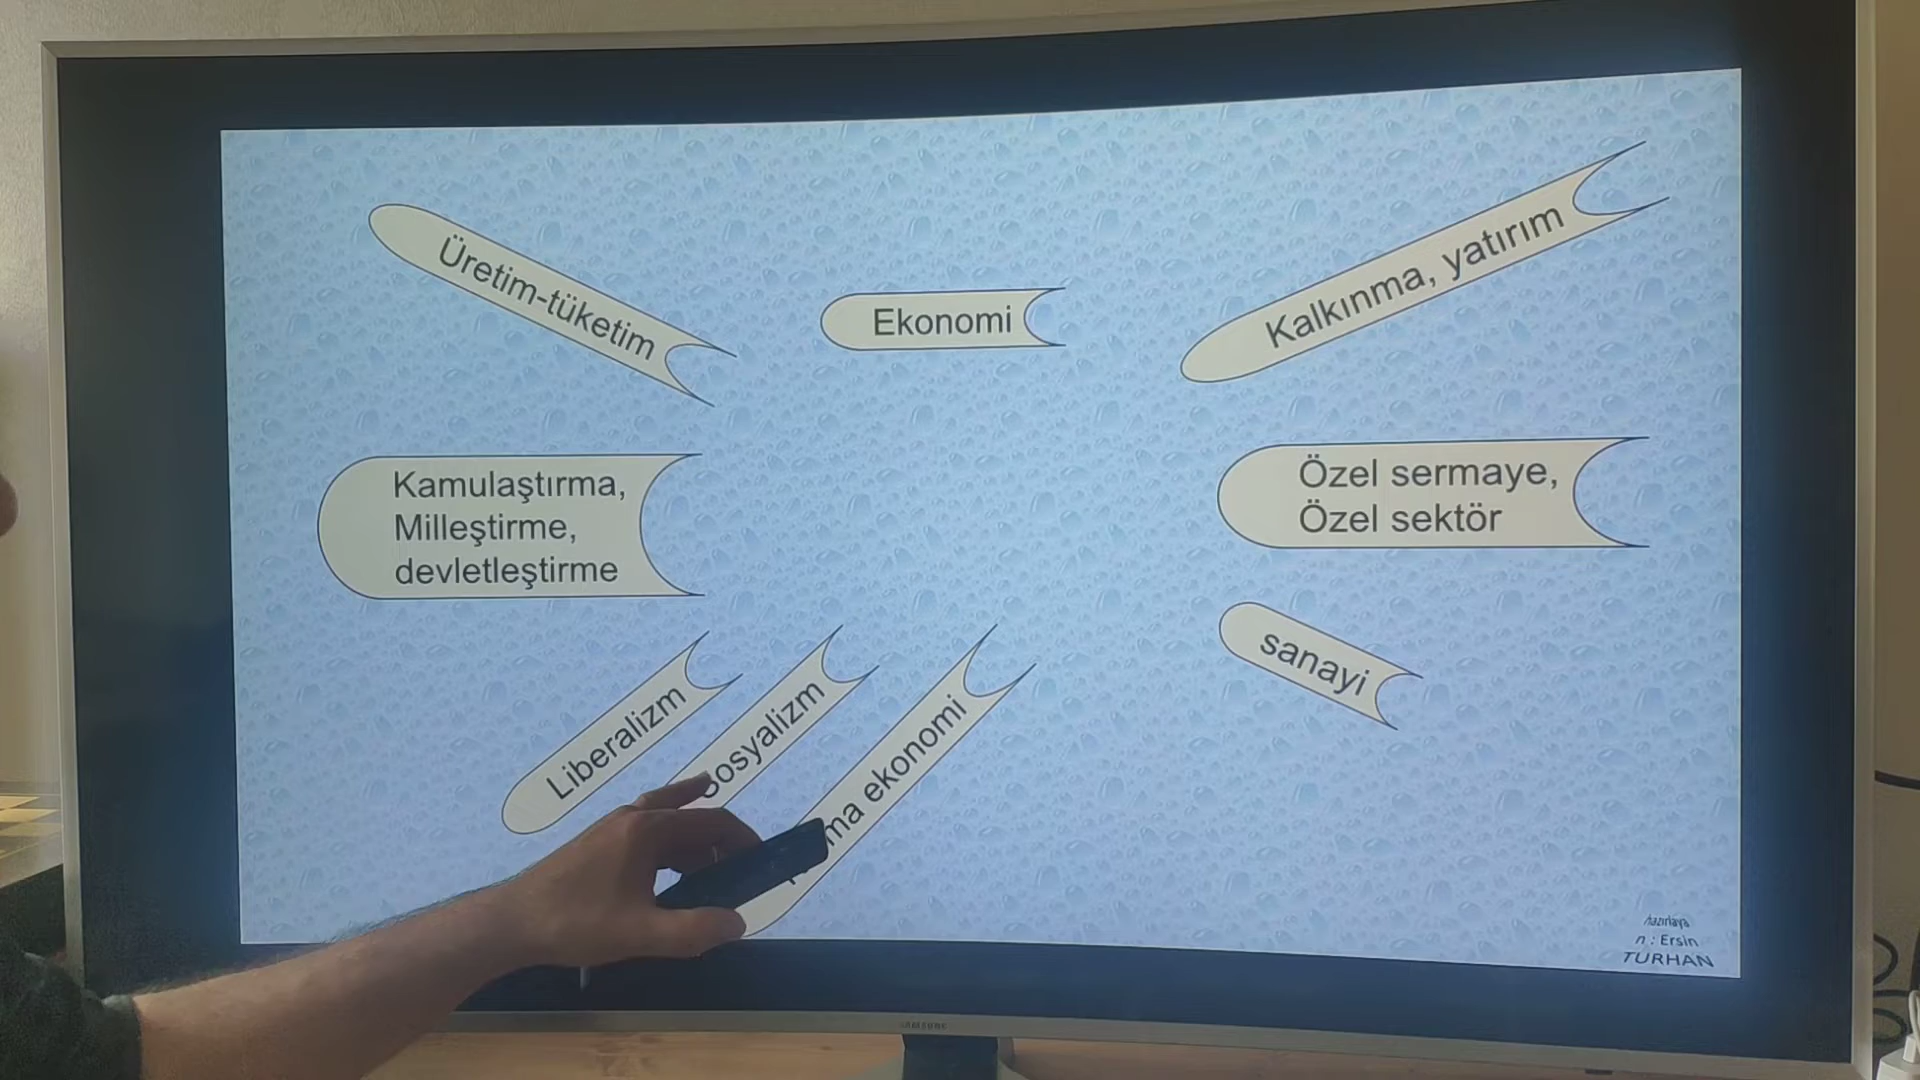 Üretim-tüketim
Ekonomi
Kalkınma, yatırım
Kamulaştırma,
Milleştirme,
devletleştirme
Özel sermaye,
Özel sektör
sanayi
Liberalizm
Sosyalizm
ekonomi
hazırlaya
n : Ersin
TURHAN
SAMSUNG